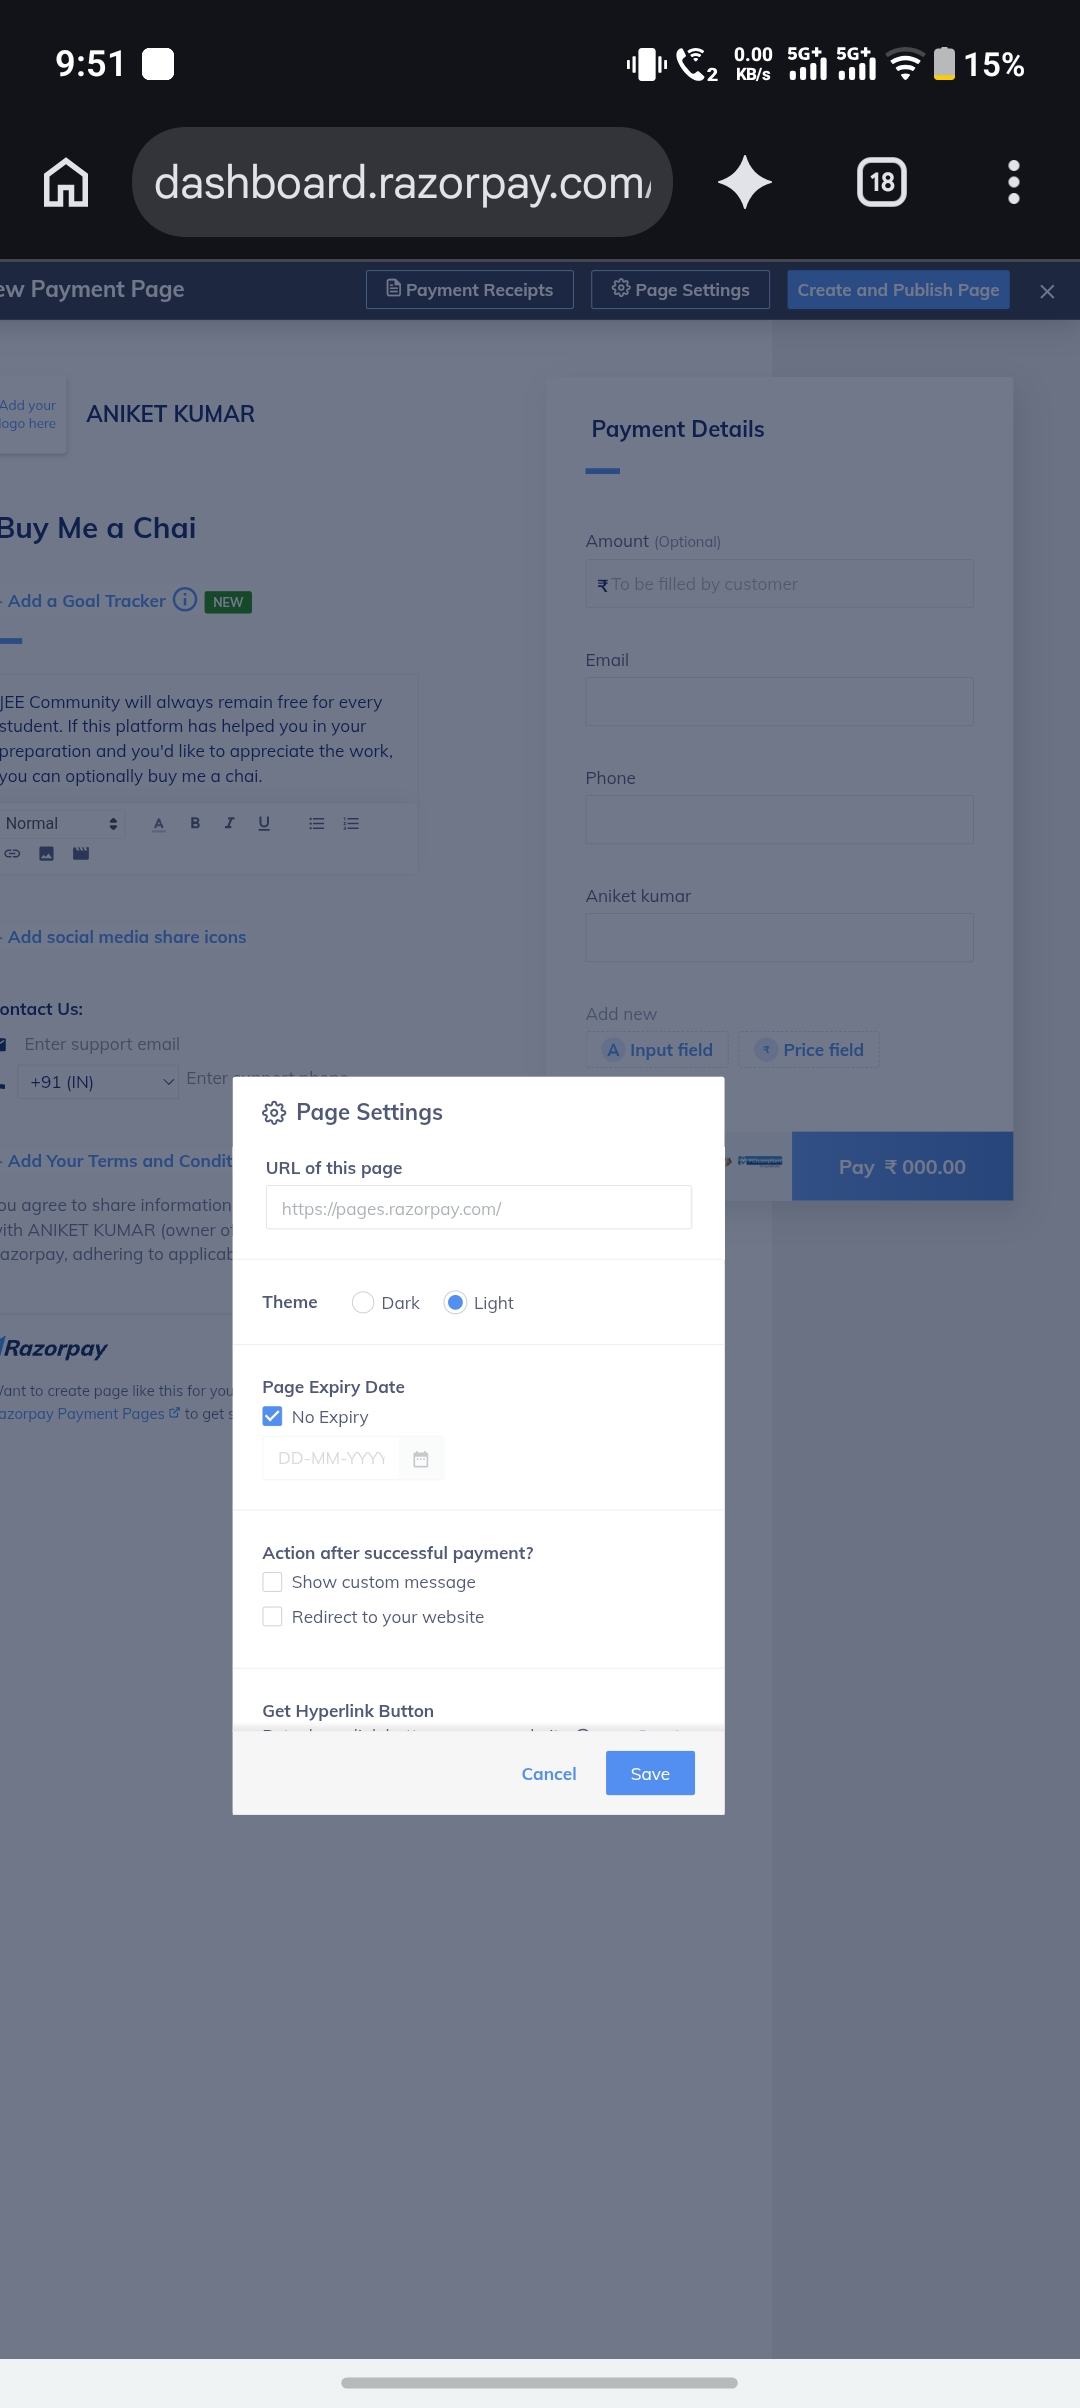 9:51
2
0.00
KB/s
5G+
5G+
15%
dashboard.razorpay.com/
18
ew Payment Page
Payment Receipts
Page Settings
Create and Publish Page
Add your
logo here
ANIKET KUMAR
Buy Me a Chai
Add a Goal Tracker
NEW
JEE Community will always remain free for every
student. If this platform has helped you in your
preparation and you'd like to appreciate the work,
you can optionally buy me a chai.
Normal
A B I U
Add social media share icons
ontact Us:
Enter support email
+91 (IN)
Enter support phone
Add Your Terms and Condit
ou agree to share information
ith ANIKET KUMAR (owner of
azorpay, adhering to applicab
Razorpay
ant to create page like this for you
azorpay Payment Pages to get s
Payment Details
Amount (Optional)
₹ To be filled by customer
Email
Phone
Aniket kumar
Add new
A Input field
₹ Price field
Pay ₹ 000.00
Page Settings
URL of this page
https://pages.razorpay.com/
Theme
Dark
Light
Page Expiry Date
No Expiry
DD-MM-YYYY
Action after successful payment?
Show custom message
Redirect to your website
Get Hyperlink Button
Cancel
Save